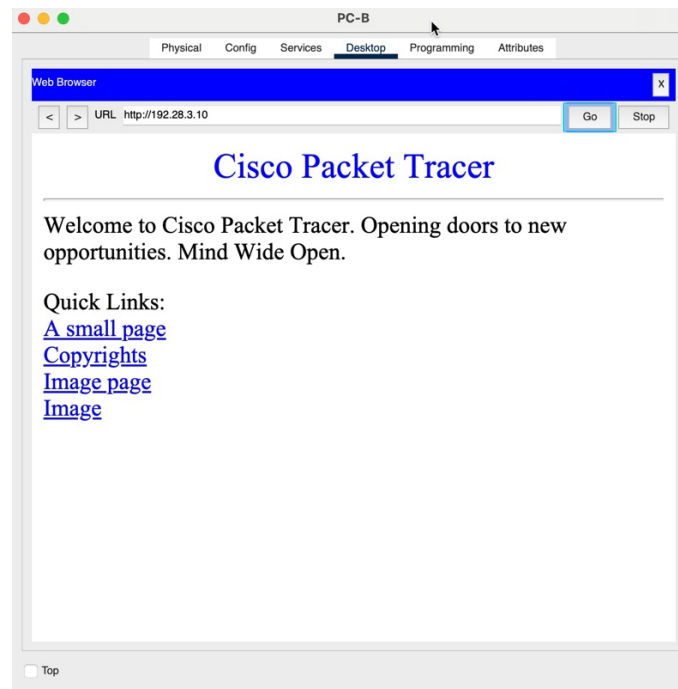 PC-B
Physical Config Services Desktop Programming Attributes
Web Browser X
< > URL http://192.28.3.10 Go Stop
Cisco Packet Tracer
Welcome to Cisco Packet Tracer. Opening doors to new
opportunities. Mind Wide Open.
Quick Links:
A small page
Copyrights
Image page
Image
Top